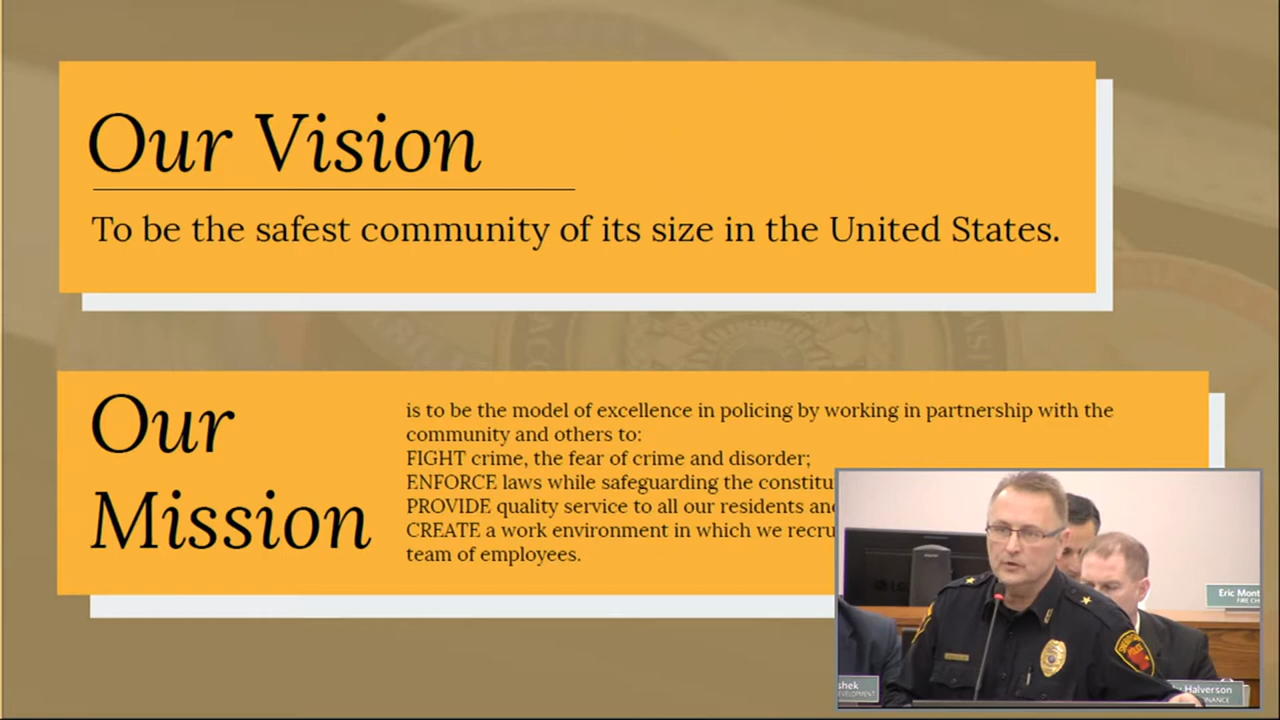 Our Vision
To be the safest community of its size in the United States.
Our
Mission
is to be the model of excellence in policing by working in partnership with the
community and others to:
FIGHT crime, the fear of crime and disorder;
ENFORCE laws while safeguarding the constitu
PROVIDE quality service to all our residents an
CREATE a work environment in which we recru
team of employees.
Eric Mont
FIRE CH
shek
Halverson